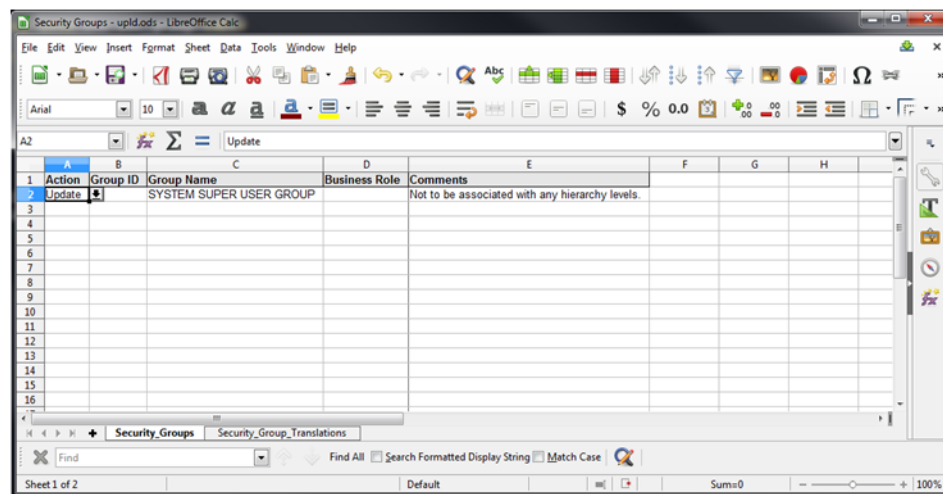 Security Groups - upld.ods - LibreOffice Calc
File Edit View Insert Format Sheet Data Tools Window Help
Arial 10 a a a a $ % 0.0
A2 Update
A B C D E F G H
1 Action Group ID Group Name Business Role Comments
2 Update SYSTEM SUPER USER GROUP Not to be associated with any hierarchy levels.
3
4
5
6
7
8
9
10
11
12
13
14
15
16
Security_Groups Security_Group_Translations
Find Find All Search Formatted Display String Match Case
Sheet 1 of 2 Default Sum=0 100%